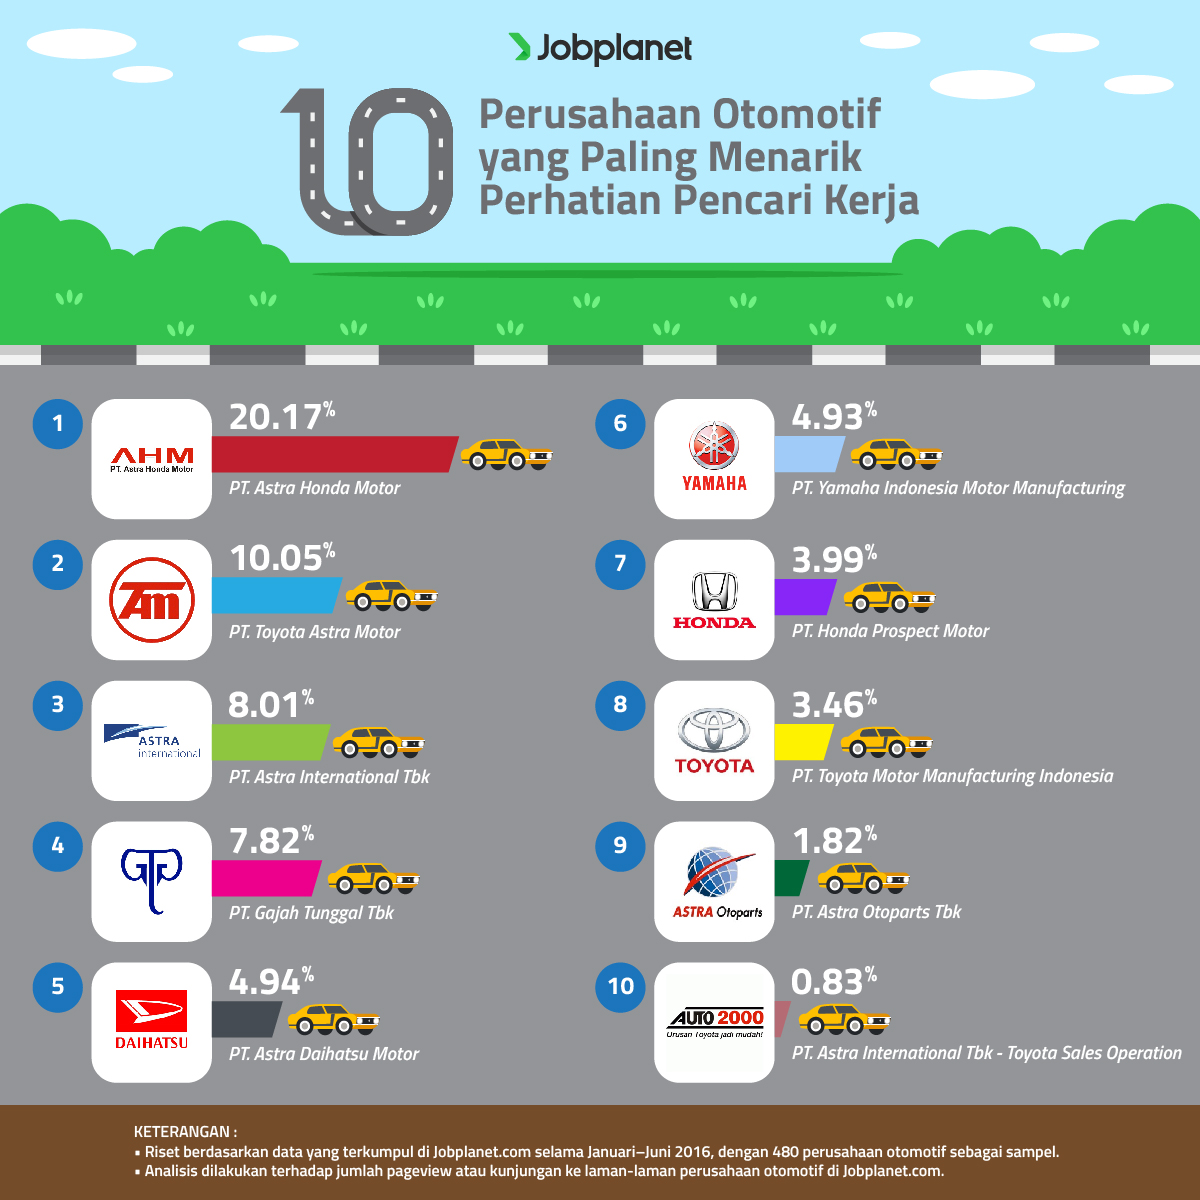 Jobplanet
10
Perusahaan Otomotif
yang Paling Menarik
Perhatian Pencari Kerja
1
AHM
PT. Astra Honda Motor
20.17%
PT. Astra Honda Motor
2
TAM
10.05%
PT. Toyota Astra Motor
3
ASTRA
international
8.01%
PT. Astra International Tbk
4
GT
7.82%
PT. Gajah Tunggal Tbk
5
DAIHATSU
4.94%
PT. Astra Daihatsu Motor
6
YAMAHA
4.93%
PT. Yamaha Indonesia Motor Manufacturing
7
HONDA
3.99%
PT. Honda Prospect Motor
8
TOYOTA
3.46%
PT. Toyota Motor Manufacturing Indonesia
9
ASTRA Otoparts
1.82%
PT. Astra Otoparts Tbk
10
AUTO 2000
Urusan Toyota jadi mudah!
0.83%
PT. Astra International Tbk - Toyota Sales Operation
KETERANGAN :
• Riset berdasarkan data yang terkumpul di Jobplanet.com selama Januari–Juni 2016, dengan 480 perusahaan otomotif sebagai sampel.
• Analisis dilakukan terhadap jumlah pageview atau kunjungan ke laman-laman perusahaan otomotif di Jobplanet.com.